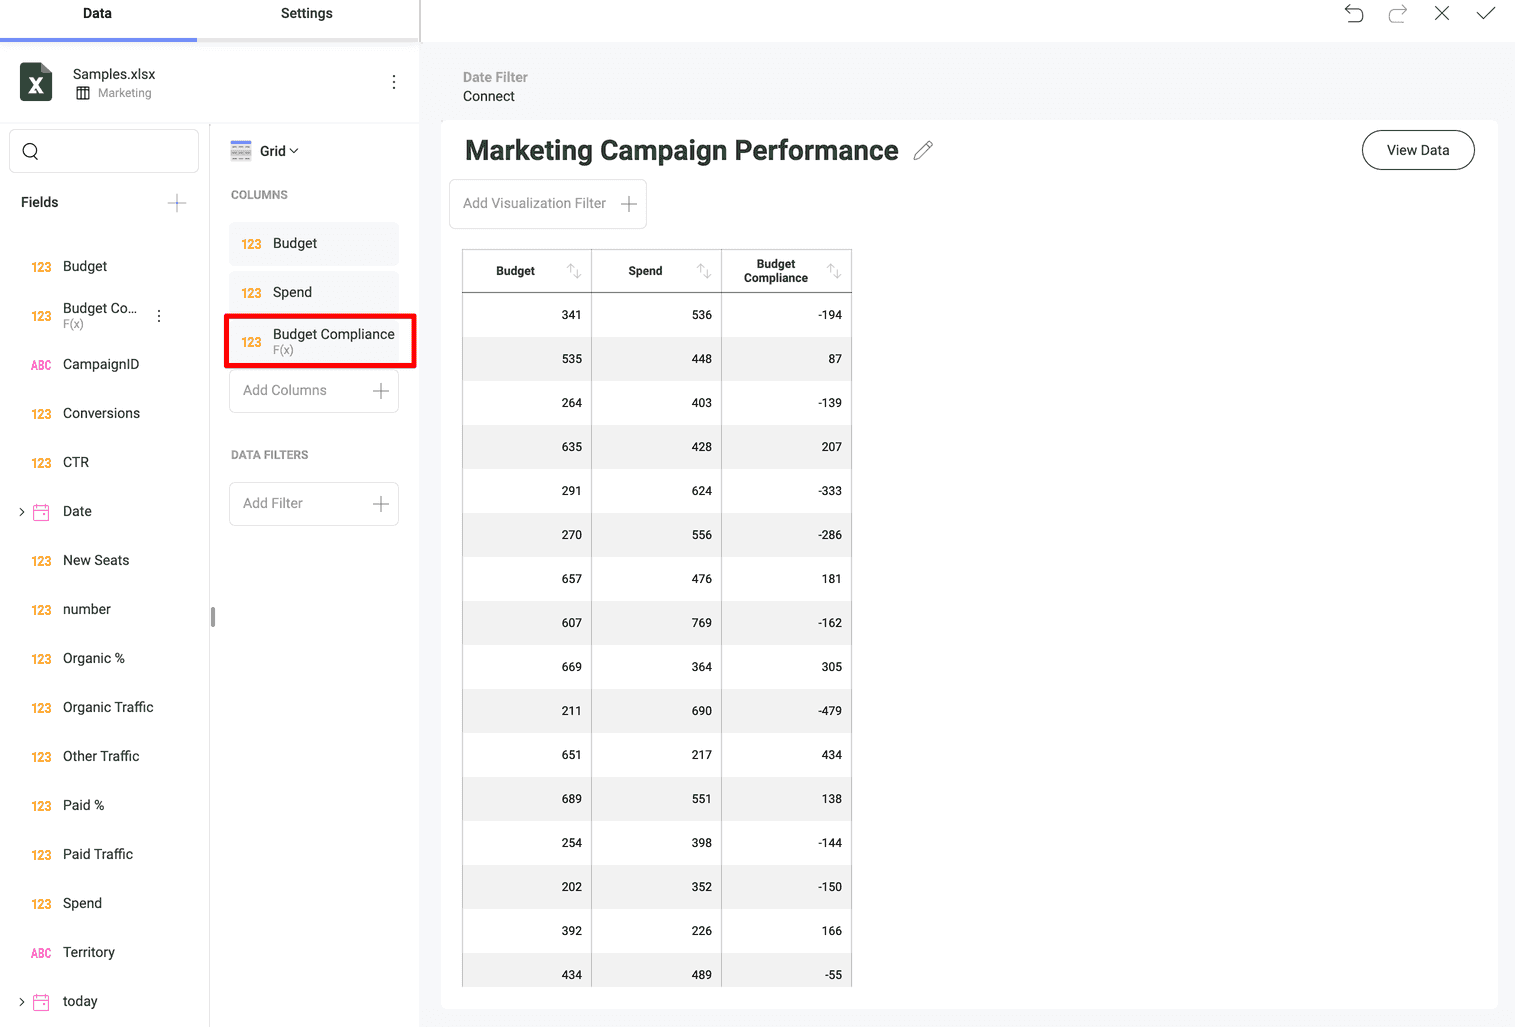 Data
Settings
Samples.xlsx
Marketing
Fields
123 Budget
123 Budget Co...
F(x)
ABC CampaignID
123 Conversions
123 CTR
Date
123 New Seats
123 number
123 Organic %
123 Organic Traffic
123 Other Traffic
123 Paid %
123 Paid Traffic
123 Spend
ABC Territory
today
Grid
COLUMNS
123 Budget
123 Spend
123 Budget Compliance
F(x)
Add Columns
DATA FILTERS
Add Filter
Date Filter
Connect
Marketing Campaign Performance
View Data
Add Visualization Filter
Budget Spend Budget Compliance
341 536 -194
535 448 87
264 403 -139
635 428 207
291 624 -333
270 556 -286
657 476 181
607 769 -162
669 364 305
211 690 -479
651 217 434
689 551 138
254 398 -144
202 352 -150
392 226 166
434 489 -55